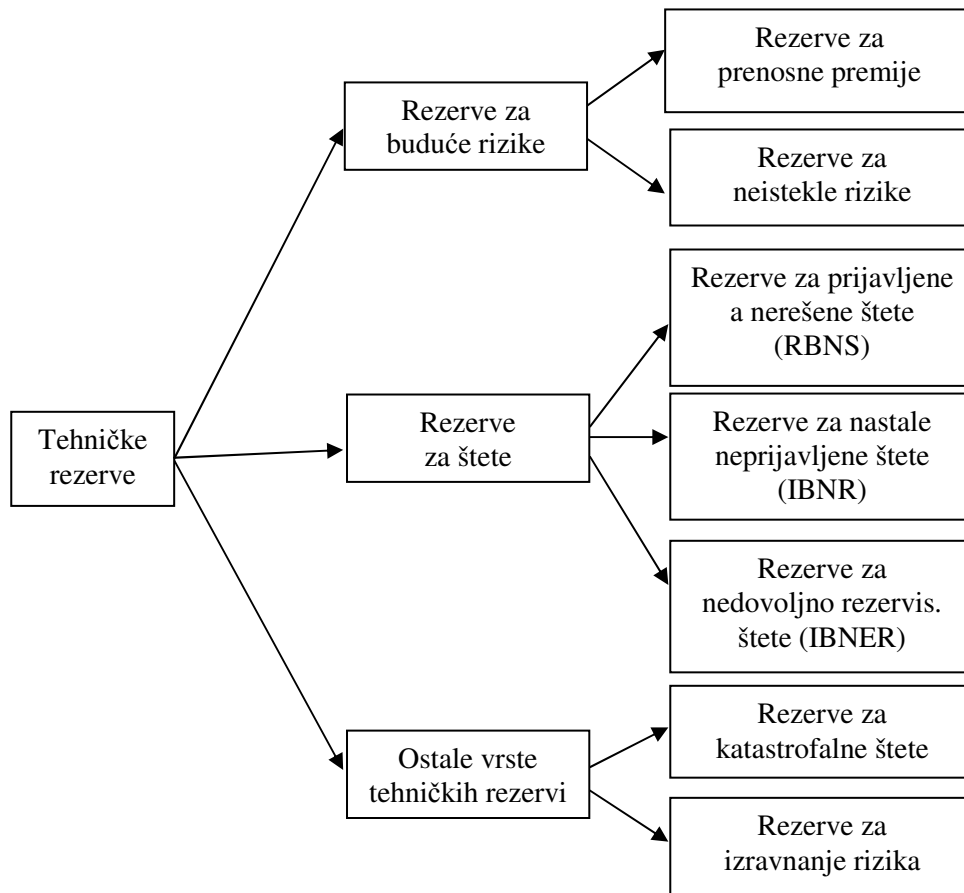 Tehničke
rezerve
Rezerve za
buduće rizike
Rezerve za
prenosne premije
Rezerve za
neistekle rizike
Rezerve
za štete
Rezerve za prijavljene
a nerešene štete
(RBNS)
Rezerve za nastale
neprijavljene štete
(IBNR)
Rezerve za
nedovoljno rezervis.
štete (IBNER)
Ostale vrste
tehničkih rezervi
Rezerve za
katastrofalne štete
Rezerve za
izravnanje rizika